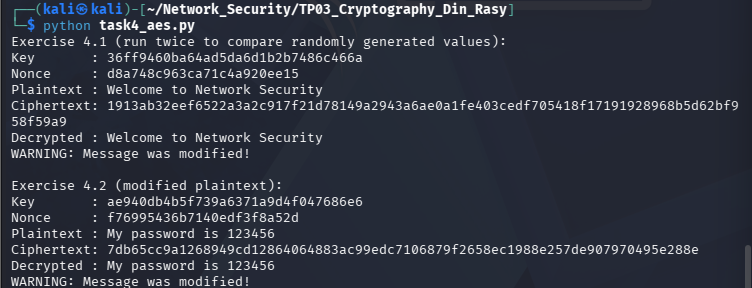 ┌──(kali㉿kali)-[~/Network_Security/TP03_Cryptography_Din_Rasy]
└─$ python task4_aes.py
Exercise 4.1 (run twice to compare randomly generated values):
Key       : 36ff9460ba64ad5da6d1b2b7486c466a
Nonce     : d8a748c963ca71c4a920ee15
Plaintext : Welcome to Network Security
Ciphertext: 1913ab32eef6522a3a2c917f21d78149a2943a6ae0a1fe403cedf705418f17191928968b5d62bf9
58f59a9
Decrypted : Welcome to Network Security
WARNING: Message was modified!

Exercise 4.2 (modified plaintext):
Key       : ae940db4b5f739a6371a9d4f047686e6
Nonce     : f76995436b7140edf3f8a52d
Plaintext : My password is 123456
Ciphertext: 7db65cc9a1268949cd12864064883ac99edc7106879f2658ec1988e257de907970495e288e
Decrypted : My password is 123456
WARNING: Message was modified!